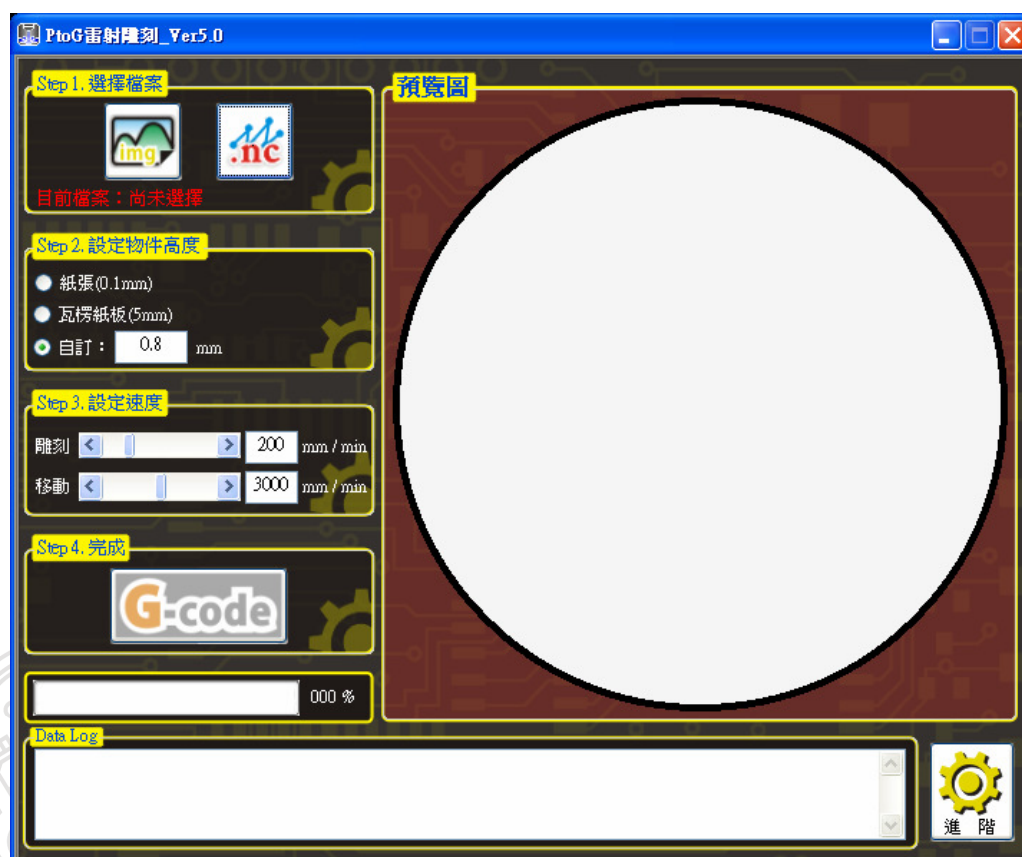 PtoG雷射雕刻_Ver5.0
Step 1. 選擇檔案
img
.nc
目前檔案：尚未選擇
Step 2. 設定物件高度
紙張(0.1mm)
瓦楞紙板(5mm)
自訂： 0.8 mm
Step 3. 設定速度
雕刻 200 mm / min
移動 3000 mm / min
Step 4. 完成
G-code
000 %
預覽圖
Data Log
進 階